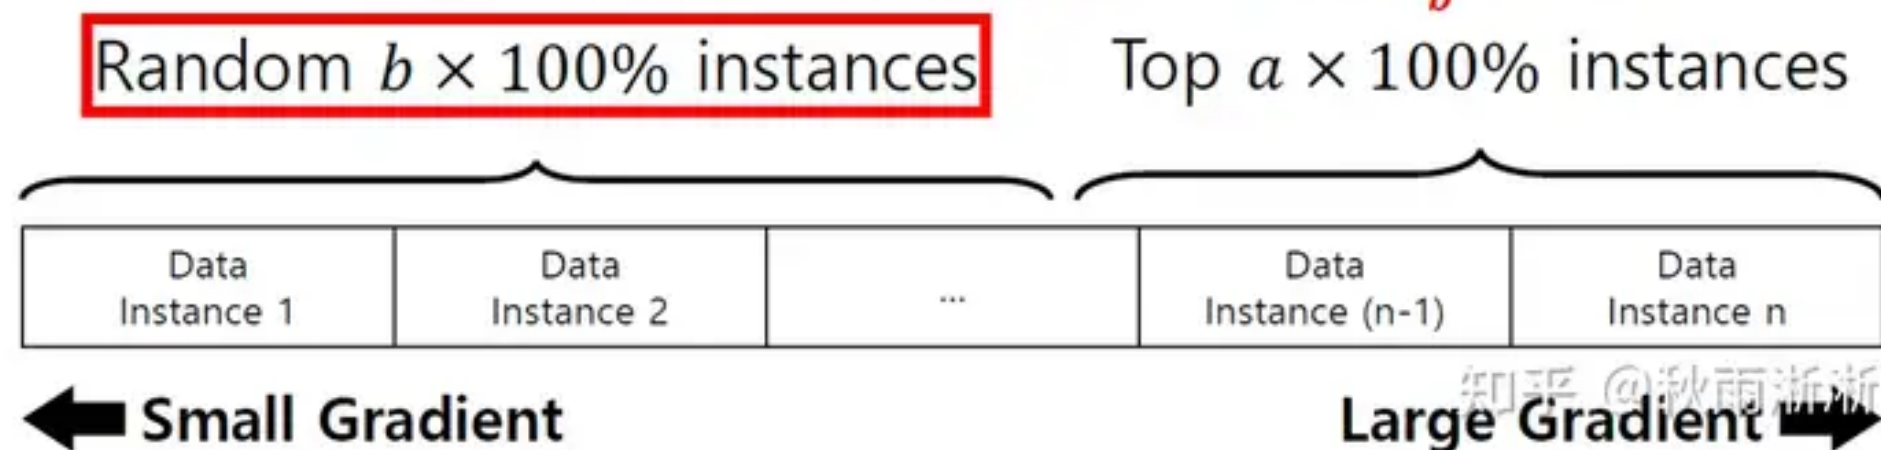 b
Random b × 100% instances
Top a × 100% instances
Data Instance 1
Data Instance 2
...
Data Instance (n-1)
Data Instance n
知乎 @秋雨淅淅
Small Gradient
Large Gradient